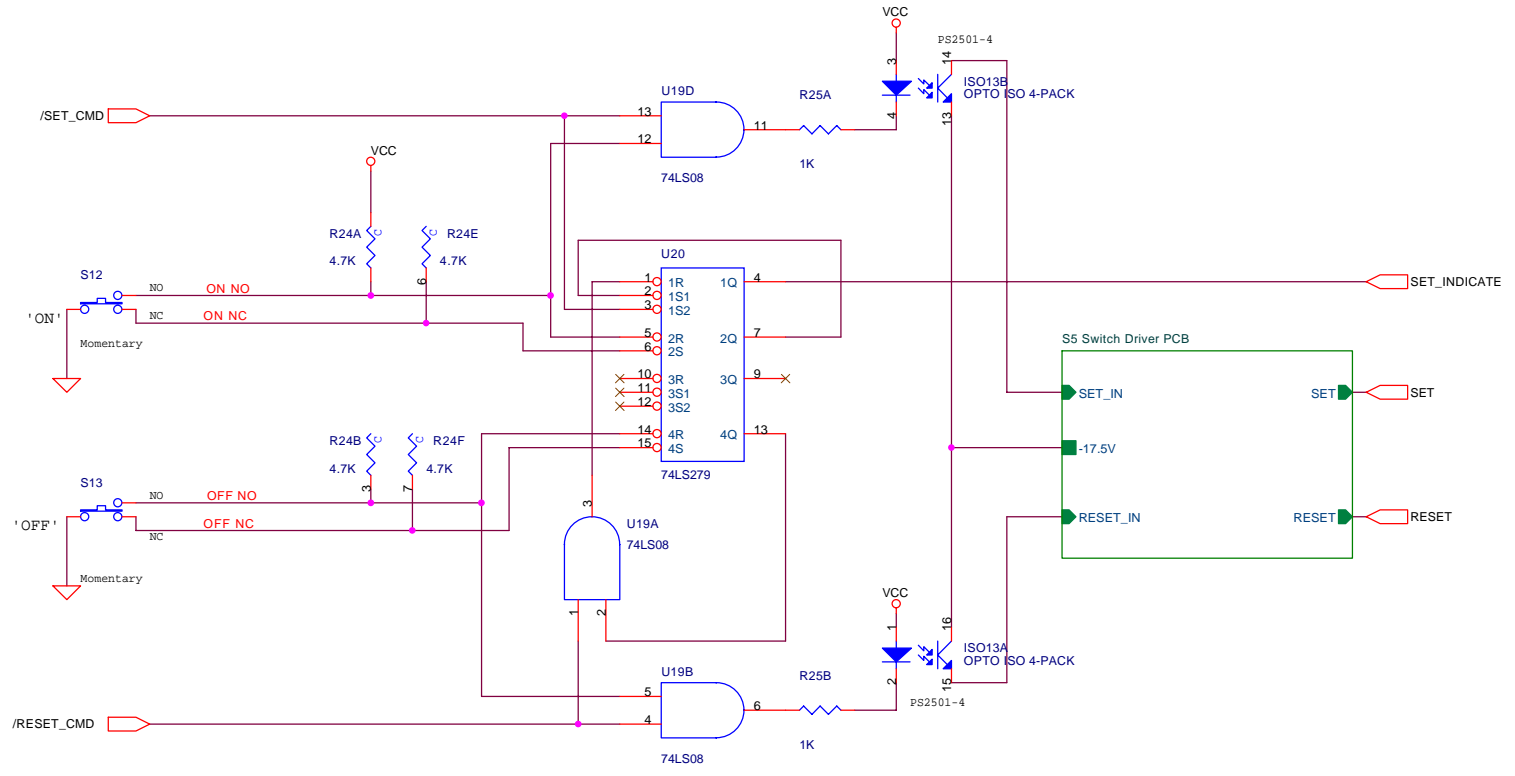 VCC
PS2501-4
3
14
ISO13B
OPTO ISO 4-PACK
4
13
/SET_CMD
U19D
13
12
11
74LS08
R25A
1K
VCC
R24A
4.7K
C
C
R24E
4.7K
6
S12
NO
ON NO
NC
ON NC
'ON'
Momentary
U20
1
1R
1Q
4
2
1S1
3
1S2
5
2R
2Q
7
6
2S
10
3R
3Q
9
11
3S1
12
3S2
14
4R
4Q
13
15
4S
74LS279
SET_INDICATE
S5 Switch Driver PCB
SET_IN
SET
SET
-17.5V
RESET_IN
RESET
RESET
R24B
4.7K
C
C
R24F
4.7K
3
7
S13
NO
OFF NO
OFF NC
NC
'OFF'
Momentary
3
U19A
74LS08
1
2
VCC
1
16
ISO13A
OPTO ISO 4-PACK
2
15
PS2501-4
U19B
5
4
6
74LS08
R25B
1K
/RESET_CMD